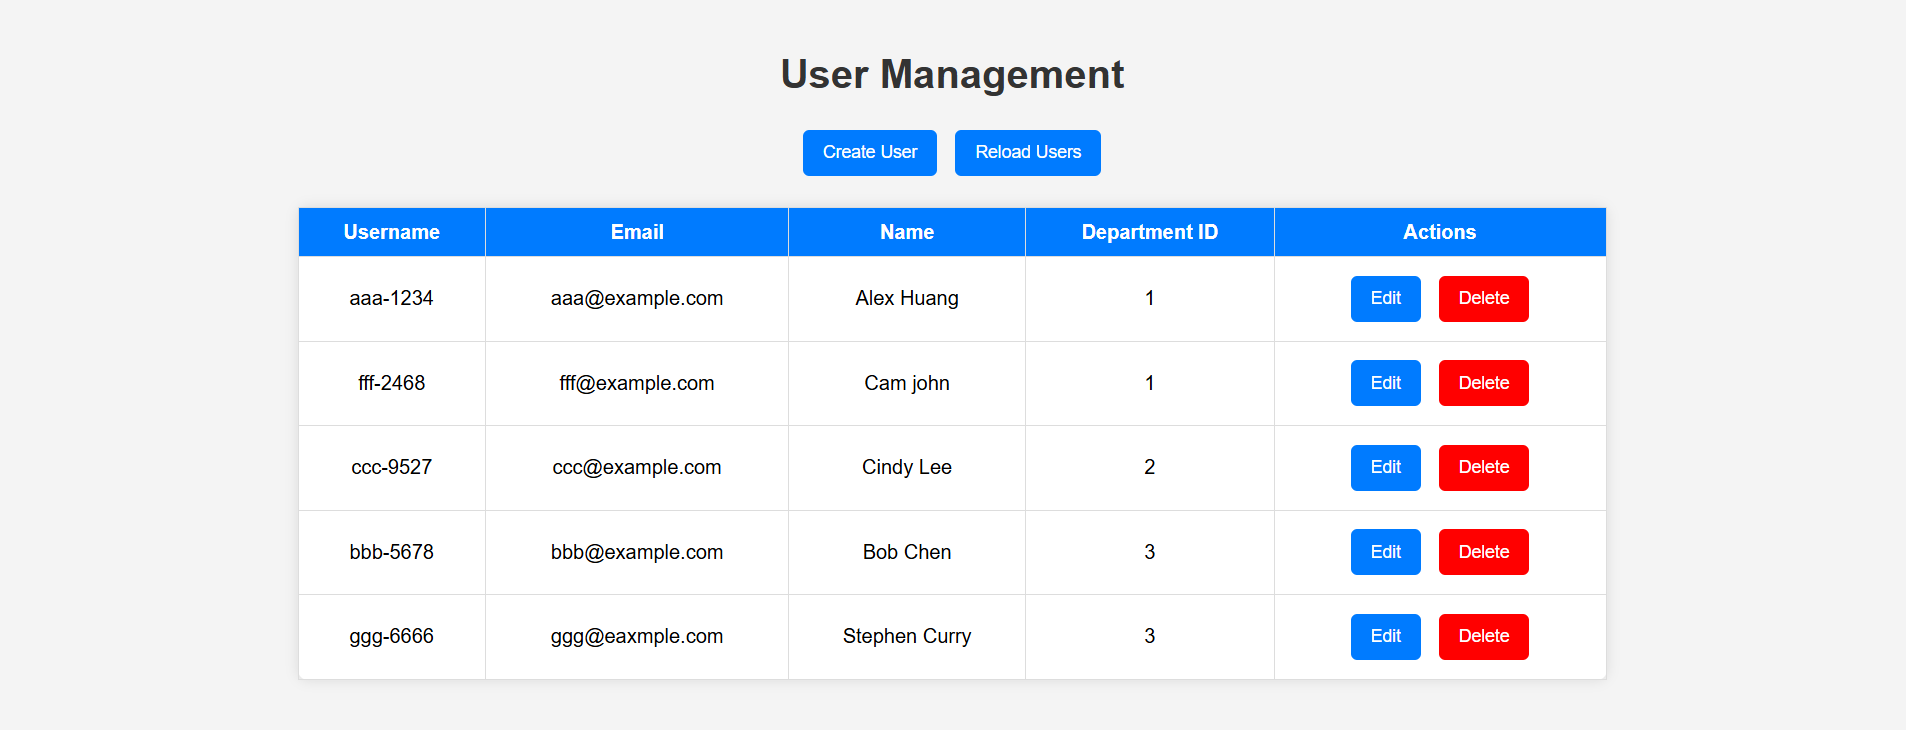 User Management
Create User Reload Users
Username Email Name Department ID Actions
aaa-1234 aaa@example.com Alex Huang 1 Edit Delete
fff-2468 fff@example.com Cam john 1 Edit Delete
ccc-9527 ccc@example.com Cindy Lee 2 Edit Delete
bbb-5678 bbb@example.com Bob Chen 3 Edit Delete
ggg-6666 ggg@eaxmple.com Stephen Curry 3 Edit Delete